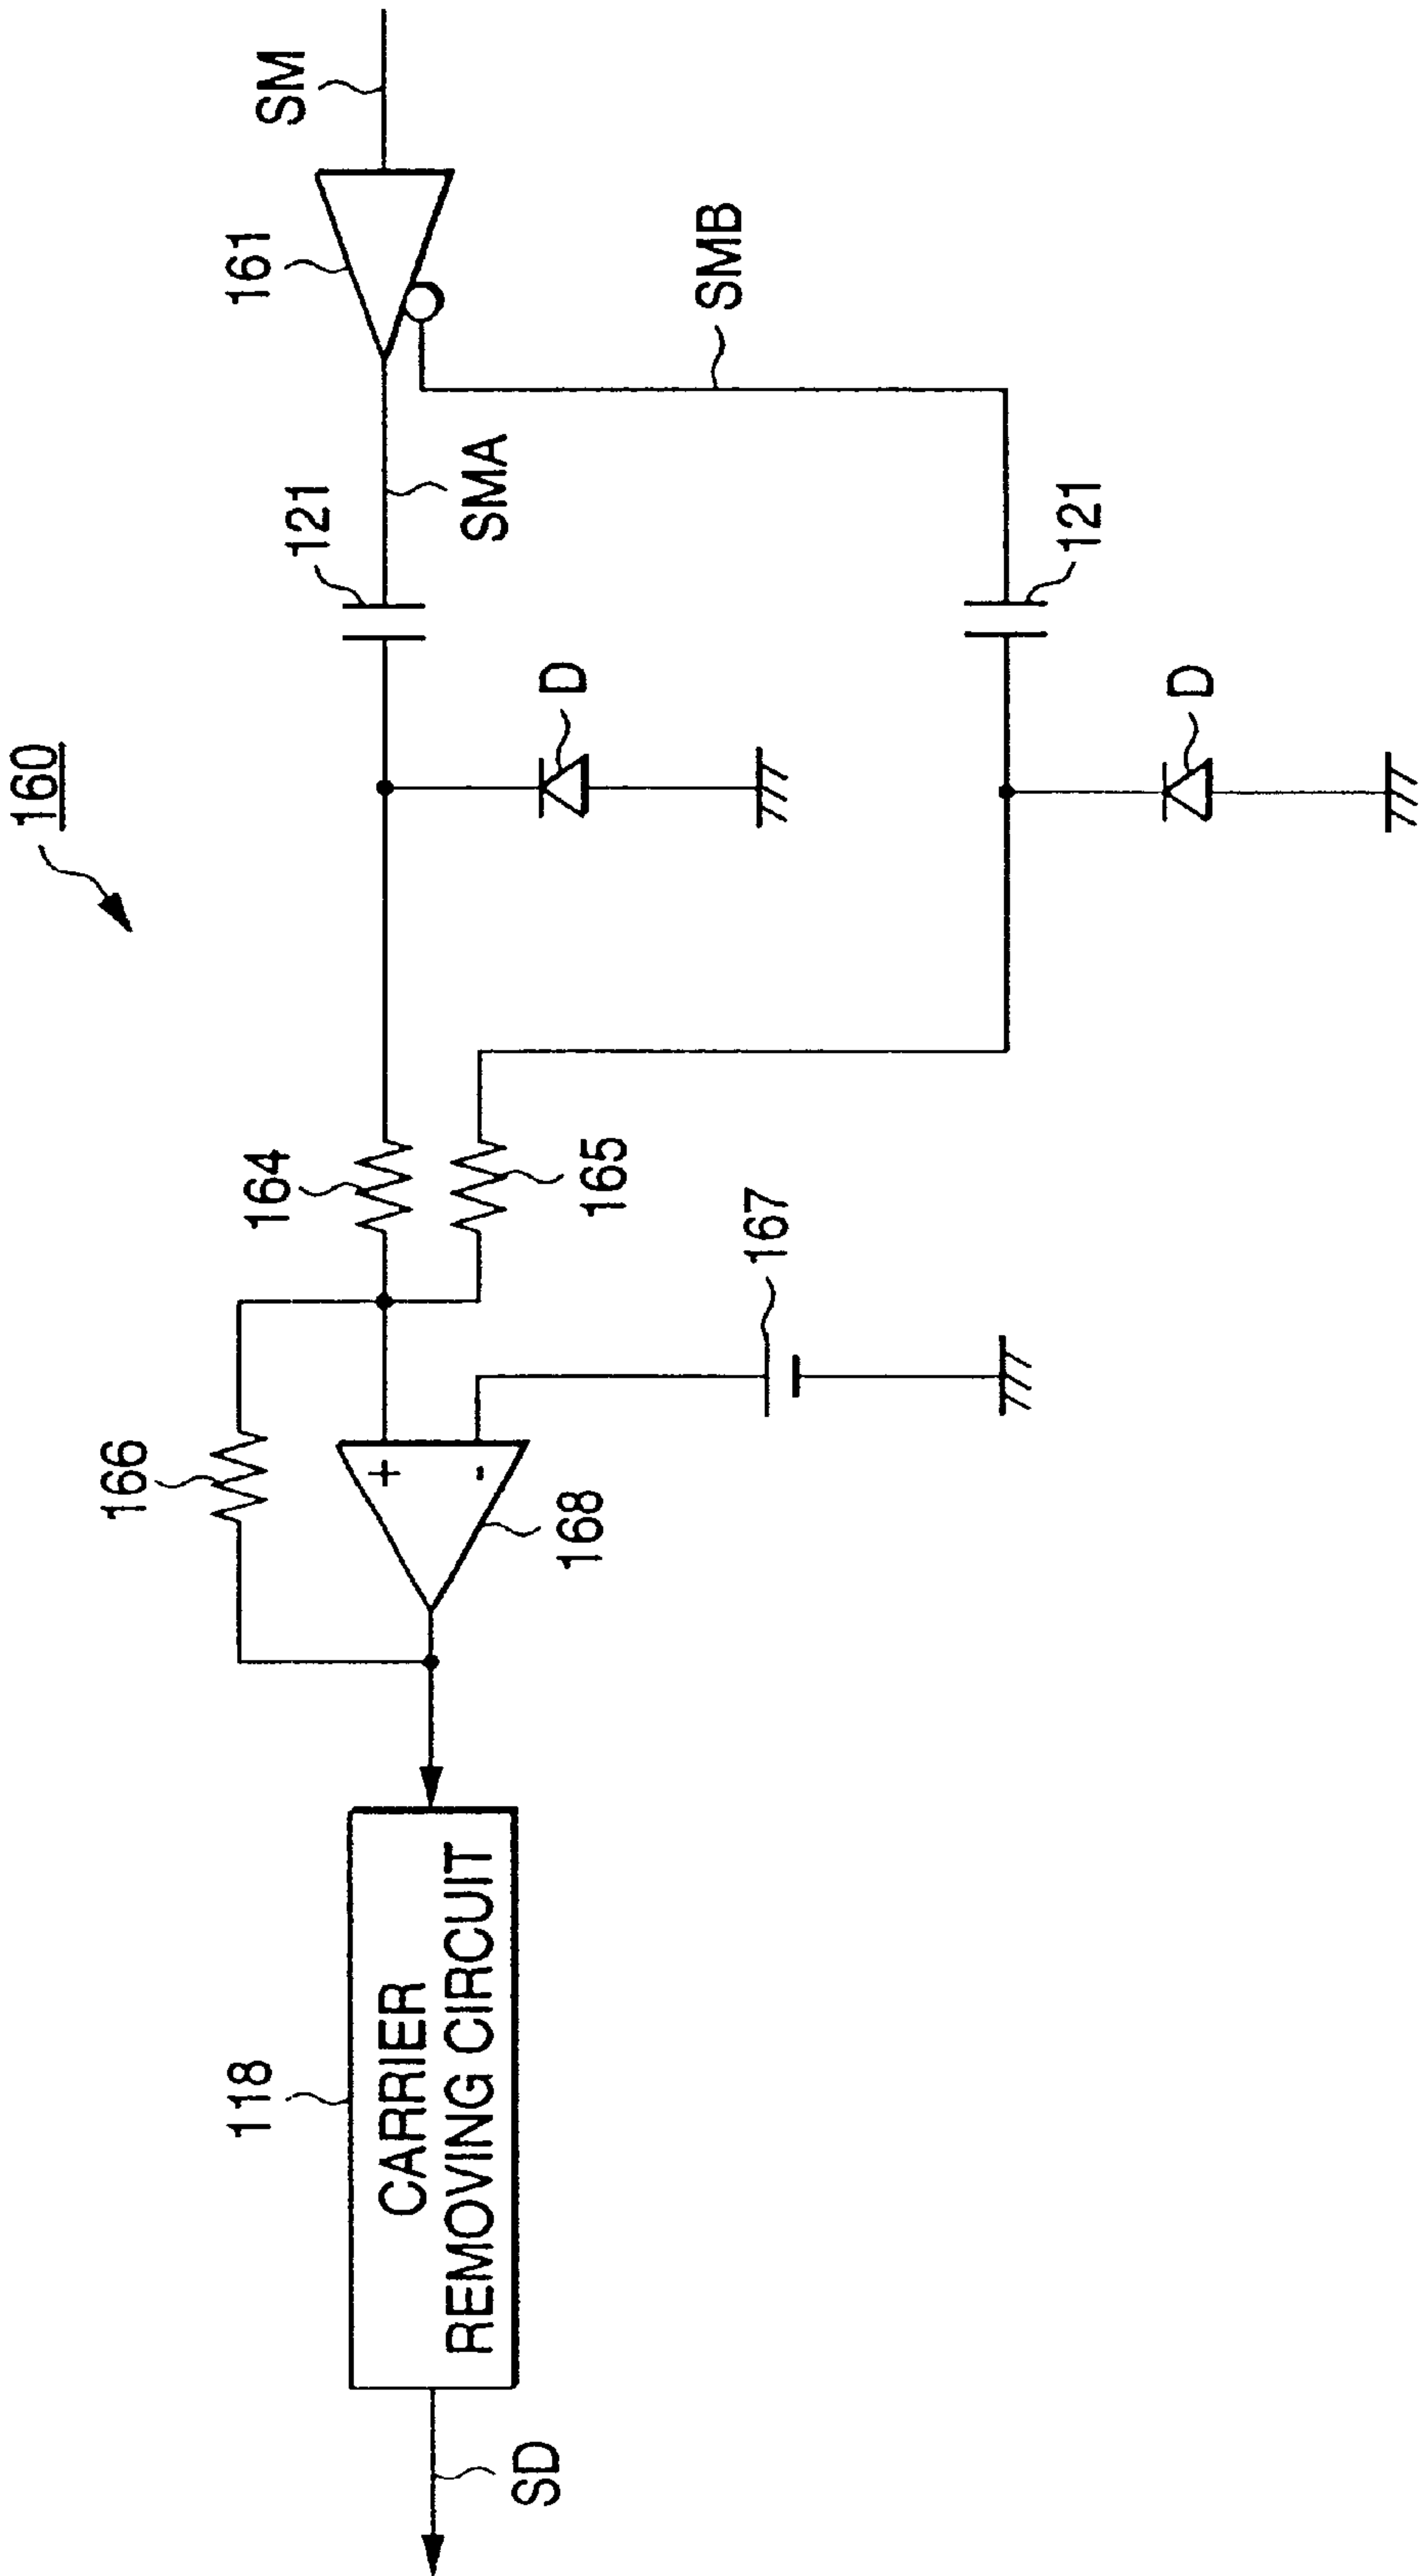 160
SM
161
SMA
SMB
121
121
D
D
164
165
166
167
+
-
168
118
CARRIER
REMOVING CIRCUIT
SD